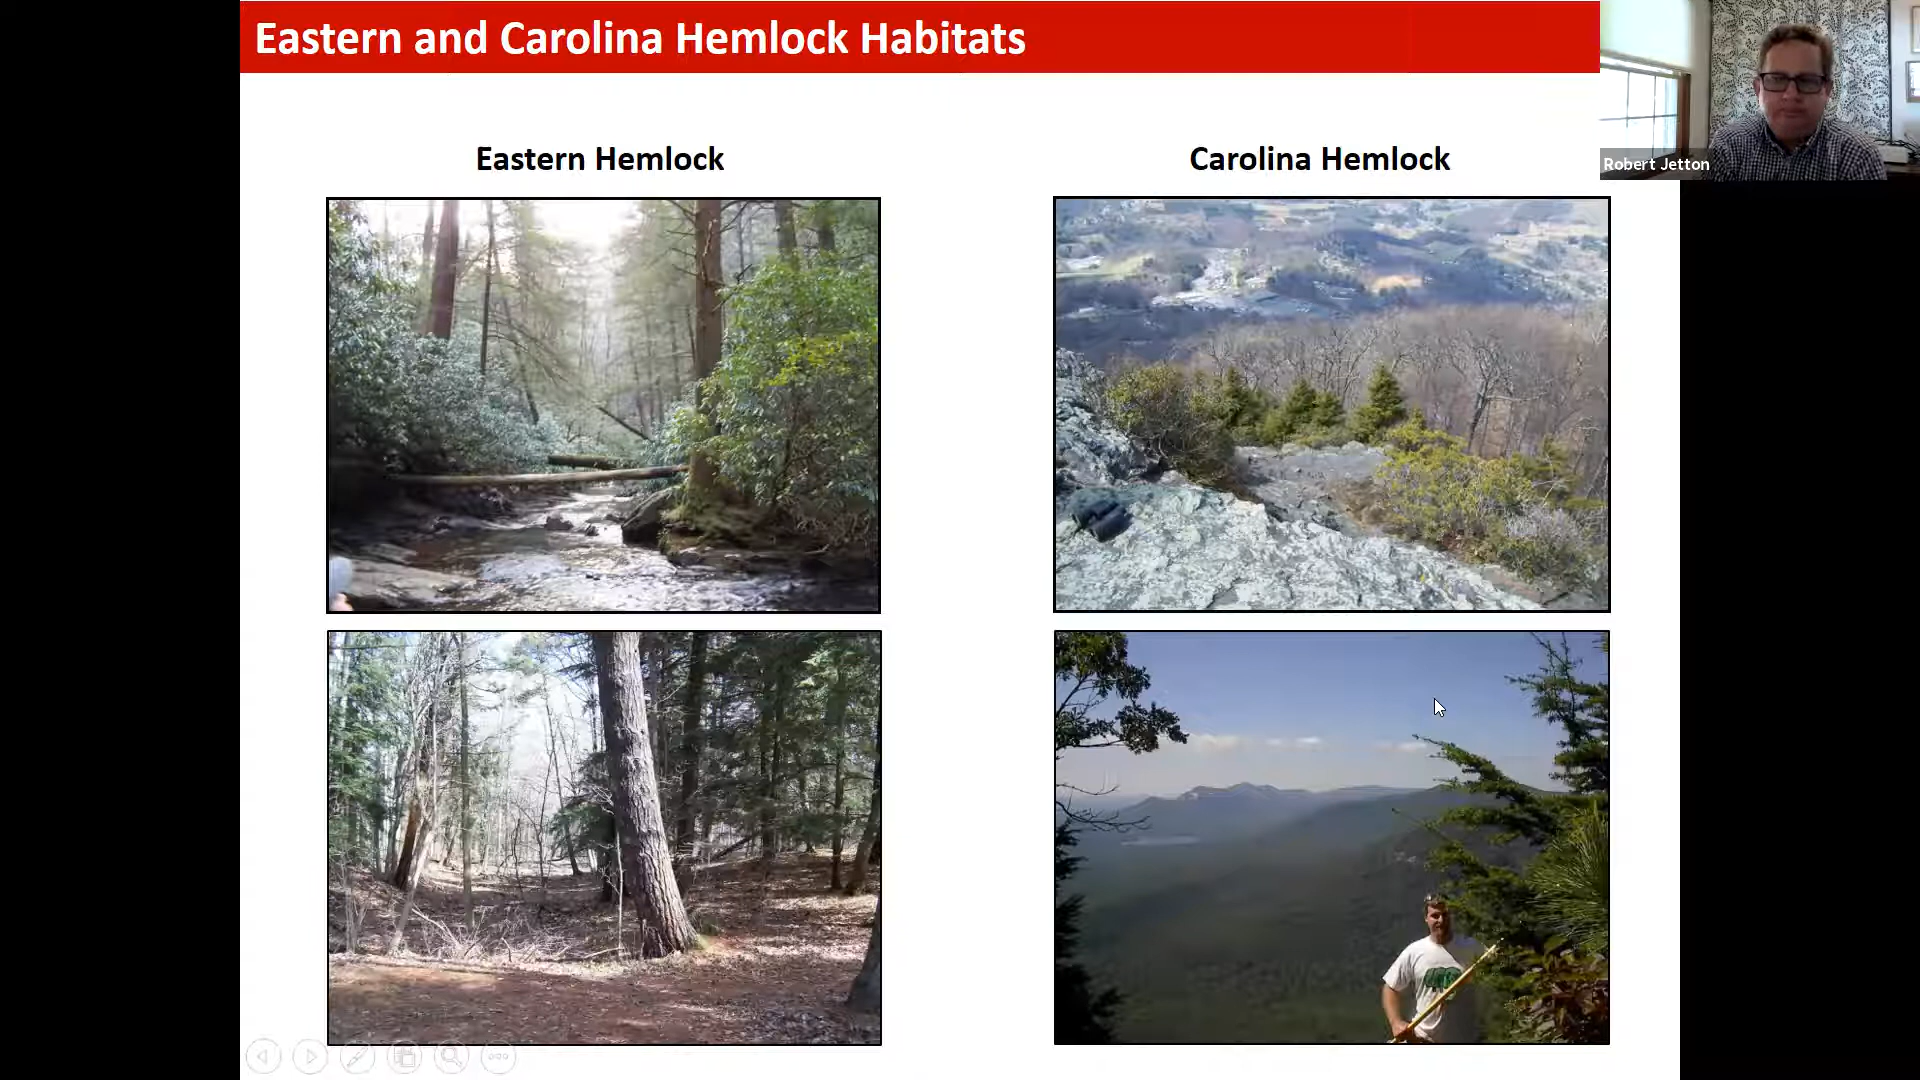 Eastern and Carolina Hemlock Habitats
Eastern Hemlock
Carolina Hemlock
Robert Jetton